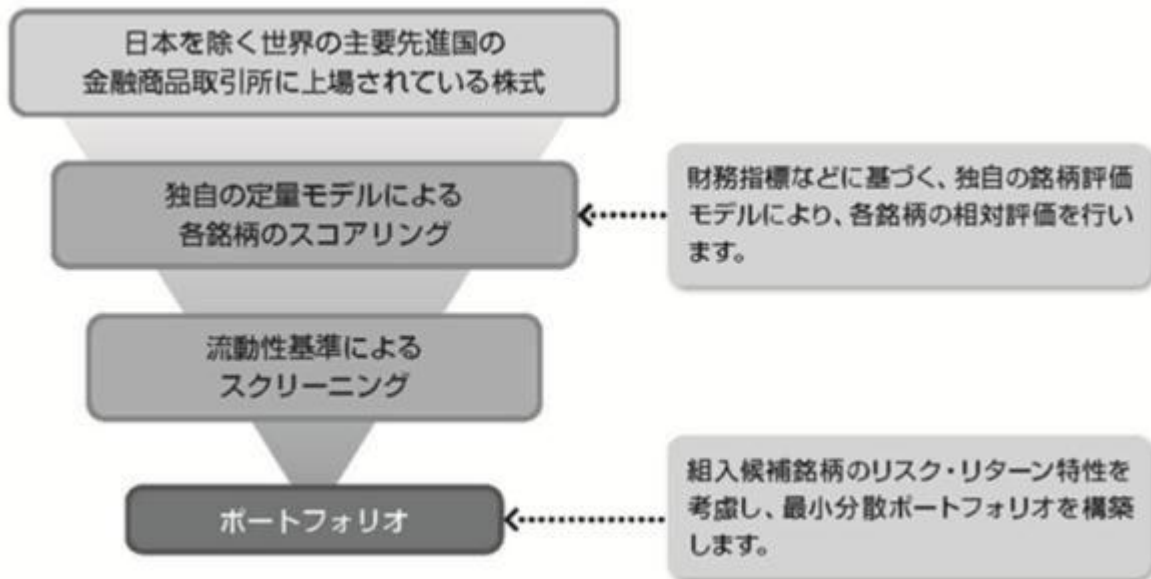 日本を除く世界の主要先進国の
金融商品取引所に上場されている株式
独自の定量モデルによる
各銘柄のスコアリング
財務指標などに基づく、独自の銘柄評価
モデルにより、各銘柄の相対評価を行い
ます。
流動性基準による
スクリーニング
ポートフォリオ
組入候補銘柄のリスク・リターン特性を
考慮し、最小分散ポートフォリオを構築
します。